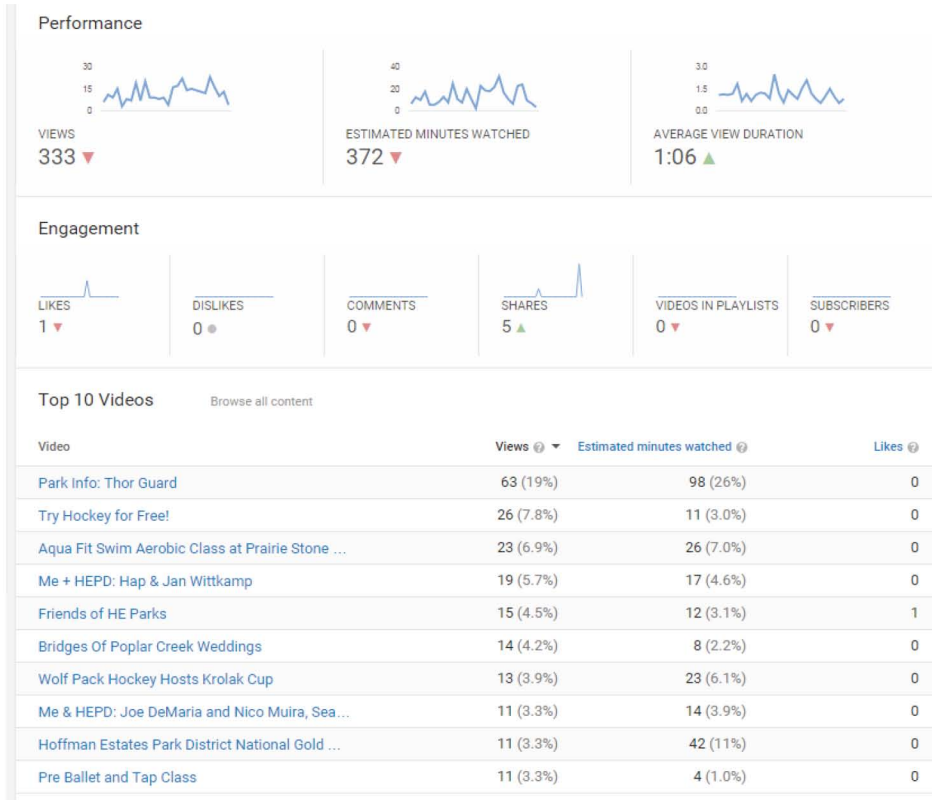 Performance
30
15
0
40
20
0
3.0
1.5
0.0
VIEWS
ESTIMATED MINUTES WATCHED
AVERAGE VIEW DURATION
333
372
1:06
Engagement
LIKES
DISLIKES
COMMENTS
SHARES
VIDEOS IN PLAYLISTS
SUBSCRIBERS
1
0
0
5
0
0
Top 10 Videos Browse all content
Video Views ? Estimated minutes watched ? Likes ?
Park Info: Thor Guard 63 (19%) 98 (26%) 0
Try Hockey for Free! 26 (7.8%) 11 (3.0%) 0
Aqua Fit Swim Aerobic Class at Prairie Stone ... 23 (6.9%) 26 (7.0%) 0
Me + HEPD: Hap & Jan Wittkamp 19 (5.7%) 17 (4.6%) 0
Friends of HE Parks 15 (4.5%) 12 (3.1%) 1
Bridges Of Poplar Creek Weddings 14 (4.2%) 8 (2.2%) 0
Wolf Pack Hockey Hosts Krolak Cup 13 (3.9%) 23 (6.1%) 0
Me & HEPD: Joe DeMaria and Nico Muira, Sea... 11 (3.3%) 14 (3.9%) 0
Hoffman Estates Park District National Gold ... 11 (3.3%) 42 (11%) 0
Pre Ballet and Tap Class 11 (3.3%) 4 (1.0%) 0